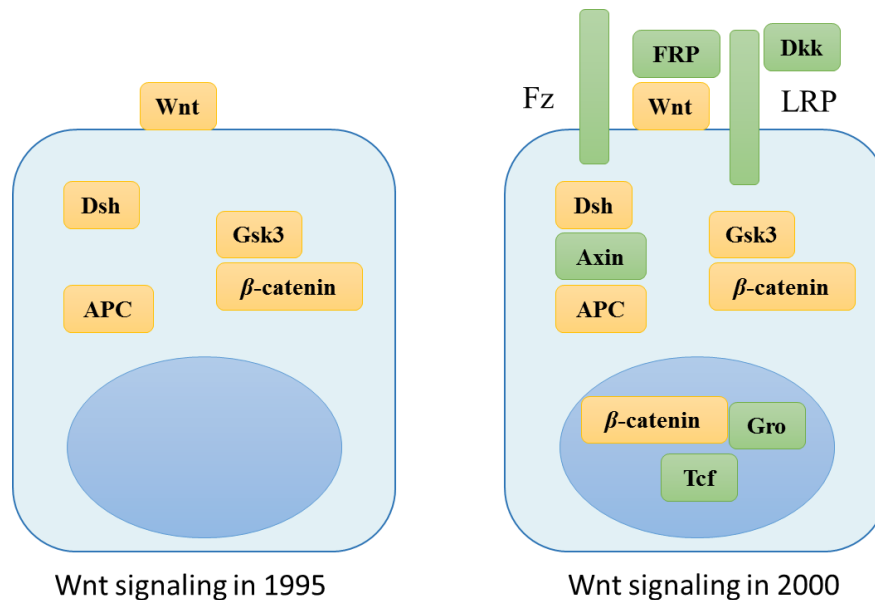 Wnt
Dsh
Gsk3
β-catenin
APC
Wnt signaling in 1995
FRP
Dkk
Fz
Wnt
LRP
Dsh
Gsk3
Axin
β-catenin
APC
β-catenin
Gro
Tcf
Wnt signaling in 2000